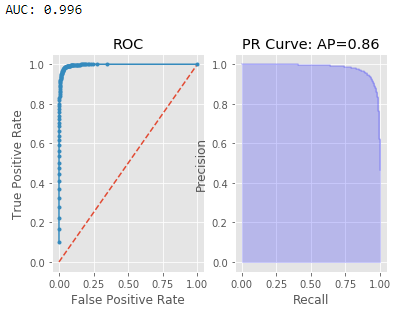 AUC: 0.996
ROC
PR Curve: AP=0.86
True Positive Rate
1.0
0.8
0.6
0.4
0.2
0.0
0.00 0.25 0.50 0.75 1.00
False Positive Rate
Precision
1.0
0.8
0.6
0.4
0.2
0.0
0.00 0.25 0.50 0.75 1.00
Recall